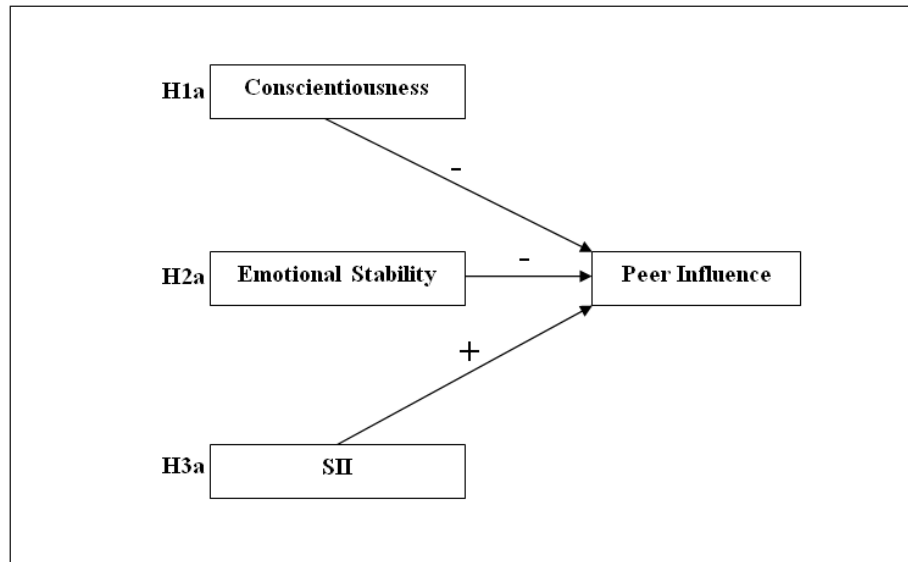 H1a Conscientiousness
-
H2a Emotional Stability - Peer Influence
+
H3a SII